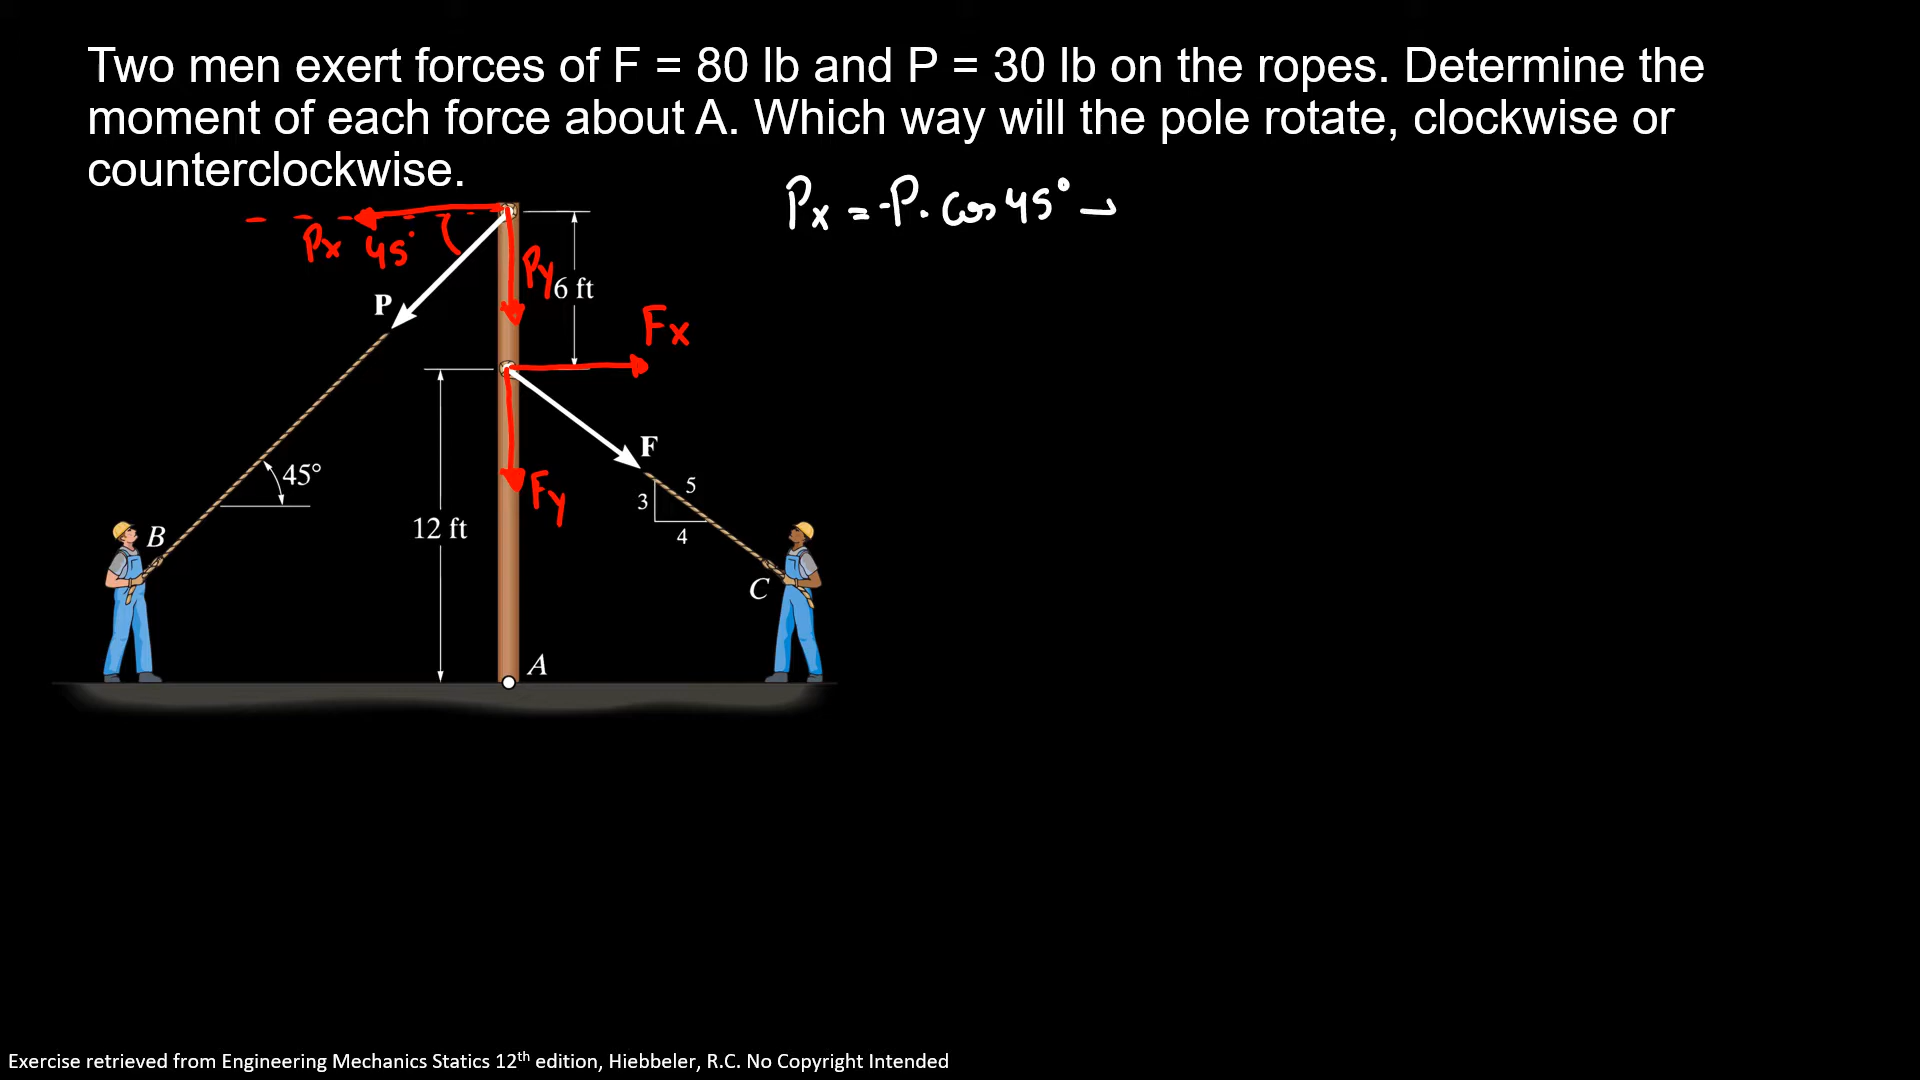 Two men exert forces of F = 80 lb and P = 30 lb on the ropes. Determine the
moment of each force about A. Which way will the pole rotate, clockwise or
counterclockwise.
Px = -P. cos 45° →
Px 45°
Py
6 ft
P
Fx
F
45°
5
3
4
Fy
12 ft
B
C
A
Exercise retrieved from Engineering Mechanics Statics 12th edition, Hiebbeler, R.C. No Copyright Intended